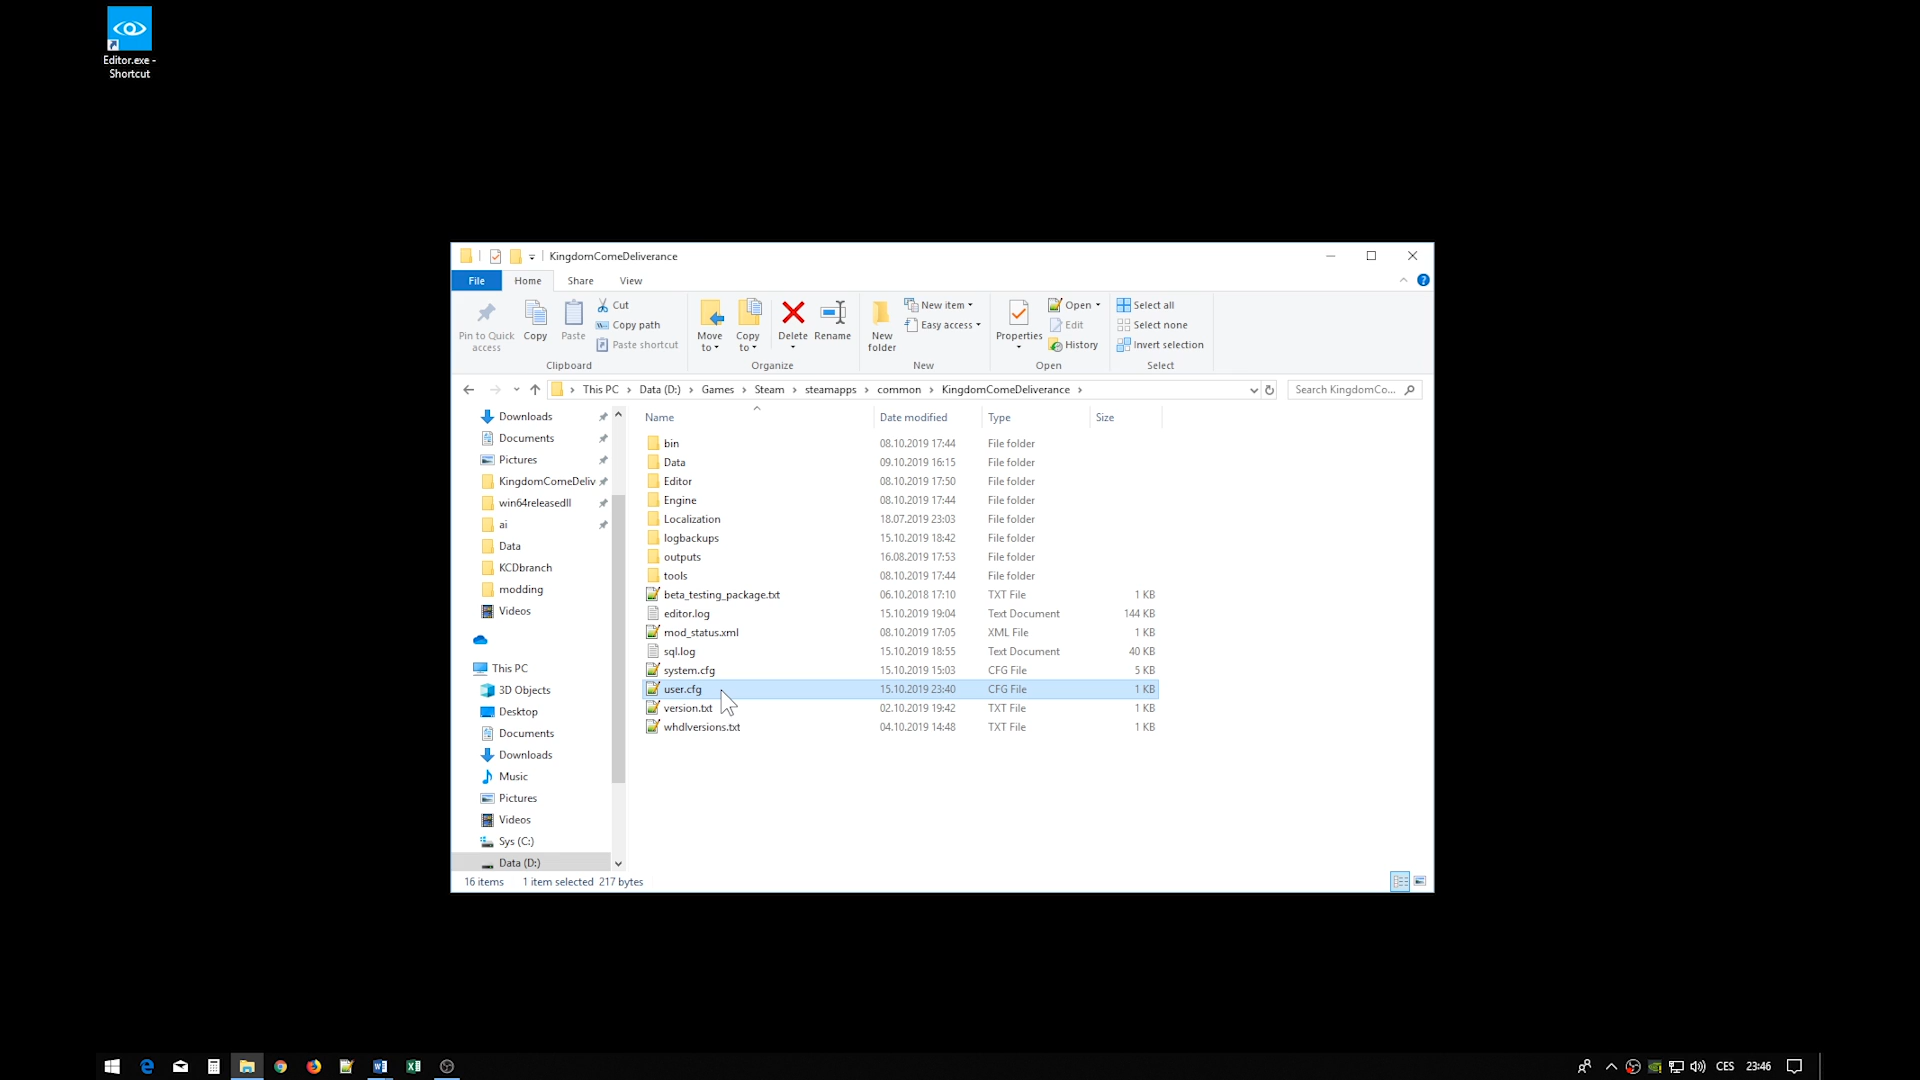 Editor.exe -
Shortcut
KingdomComeDeliverance
File Home Share View
Pin to Quick
access
Copy
Paste
Cut
Copy path
Paste shortcut
Clipboard
Move
to
Copy
to
Delete
Rename
Organize
New
folder
New item
Easy access
New
Properties
Open
Edit
History
Open
Select all
Select none
Invert selection
Select
This PC Data (D:) Games Steam steamapps common KingdomComeDeliverance
Search KingdomCo...
Downloads
Documents
Pictures
KingdomComeDeliv
win64releasedll
ai
Data
KCDbranch
modding
Videos
This PC
3D Objects
Desktop
Documents
Downloads
Music
Pictures
Videos
Sys (C:)
Data (D:)
Name Date modified Type Size
bin 08.10.2019 17:44 File folder
Data 09.10.2019 16:15 File folder
Editor 08.10.2019 17:50 File folder
Engine 08.10.2019 17:44 File folder
Localization 18.07.2019 23:03 File folder
logbackups 15.10.2019 18:42 File folder
outputs 16.08.2019 17:53 File folder
tools 08.10.2019 17:44 File folder
beta_testing_package.txt 06.10.2018 17:10 TXT File 1 KB
editor.log 15.10.2019 19:04 Text Document 144 KB
mod_status.xml 08.10.2019 17:05 XML File 1 KB
sql.log 15.10.2019 18:55 Text Document 40 KB
system.cfg 15.10.2019 15:03 CFG File 5 KB
user.cfg 15.10.2019 23:40 CFG File 1 KB
version.txt 02.10.2019 19:42 TXT File 1 KB
whdlversions.txt 04.10.2019 14:48 TXT File 1 KB
16 items 1 item selected 217 bytes
CES 23:46